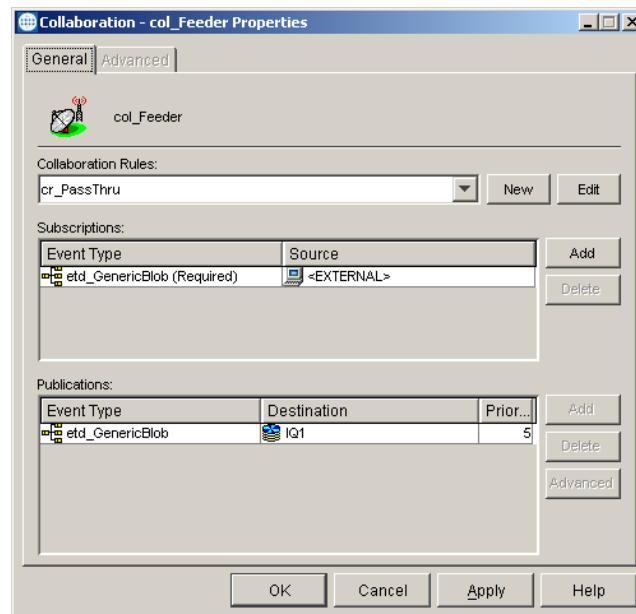 Collaboration - col_Feeder Properties
General Advanced
col_Feeder
Collaboration Rules:
cr_PassThru New Edit
Subscriptions:
Event Type Source Add
etd_GenericBlob (Required) <EXTERNAL>
Delete
Publications:
Event Type Destination Prior... Add
etd_GenericBlob IQ1 5
Delete
Advanced
OK Cancel Apply Help